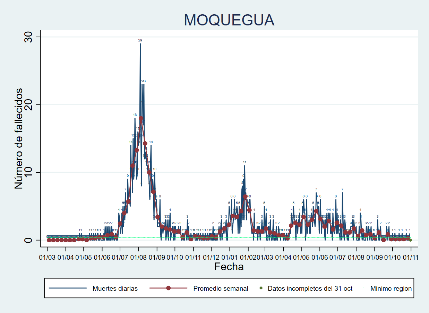 MOQUEGUA
Número de fallecidos
30
20
10
0
01/03 01/04 01/05 01/06 01/07 01/08 01/09 01/10 01/11 01/12 01/01 01/02 01/03 01/04 01/05 01/06 01/07 01/08 01/09 01/10 01/11
Fecha
Muertes diarias Promedio semanal Datos incompletos del 31 oct Minimo region